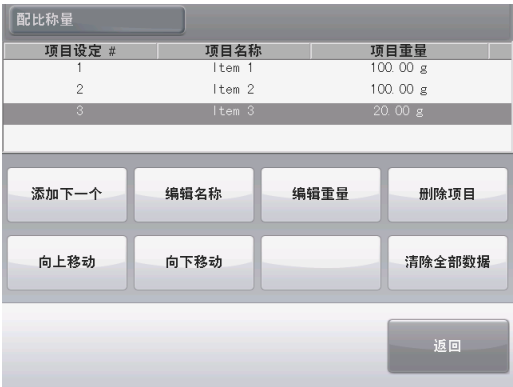 配比称量
项目设定 # 项目名称 项目重量
1 Item 1 100.00 g
2 Item 2 100.00 g
3 Item 3 20.00 g
添加下一个 编辑名称 编辑重量 删除项目
向上移动 向下移动 清除全部数据
返回